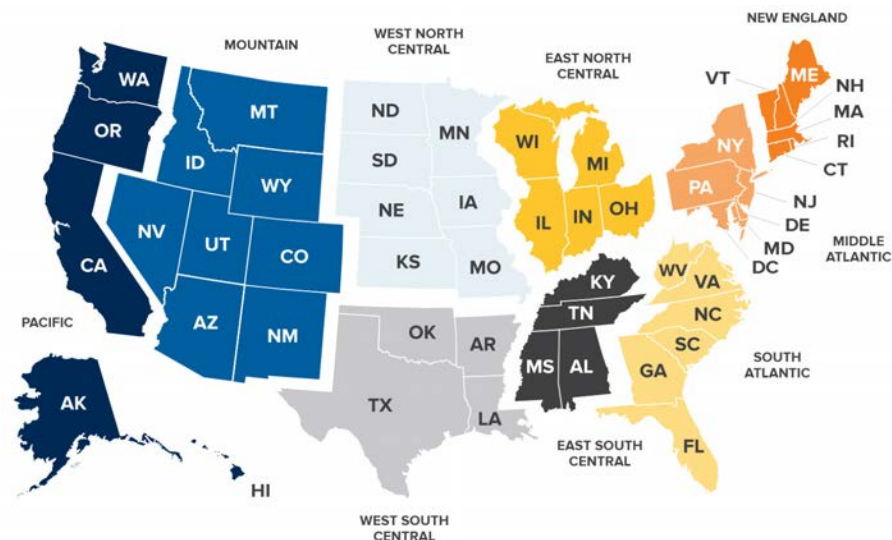 NEW ENGLAND
WEST NORTH
CENTRAL
MOUNTAIN
EAST NORTH
CENTRAL
VT
ME
NH
MA
RI
CT
WA
MT
ND
MN
OR
ID
SD
WI
MI
NY
WY
PA
NJ
NE
IA
IL
IN
OH
DE
MD
DC
MIDDLE
ATLANTIC
NV
UT
CO
KS
MO
CA
WV
VA
KY
PACIFIC
AZ
NM
OK
AR
TN
NC
SC
MS
AL
GA
SOUTH
ATLANTIC
AK
TX
LA
EAST SOUTH
CENTRAL
FL
HI
WEST SOUTH
CENTRAL